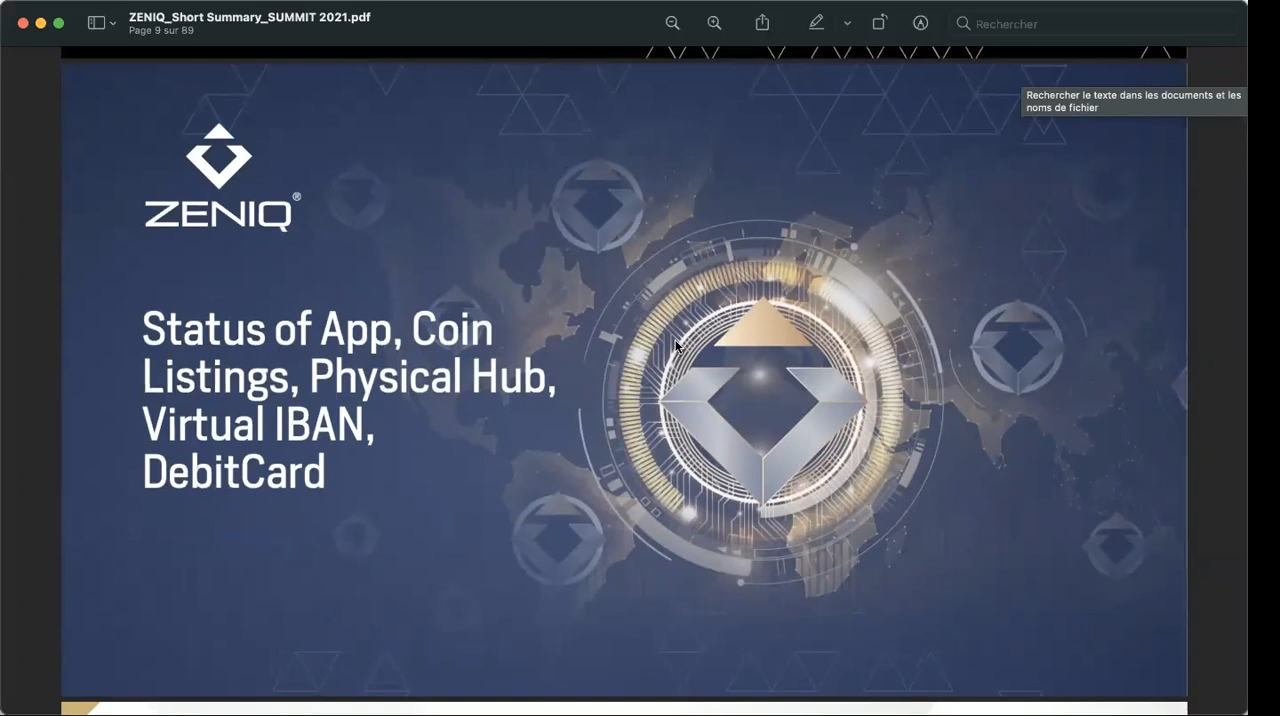 ZENIQ_Short Summary_SUMMIT 2021.pdf
Page 9 sur 89
Rechercher
Rechercher le texte dans les documents et les
noms de fichier
ZENIQ®
Status of App, Coin
Listings, Physical Hub,
Virtual IBAN,
DebitCard